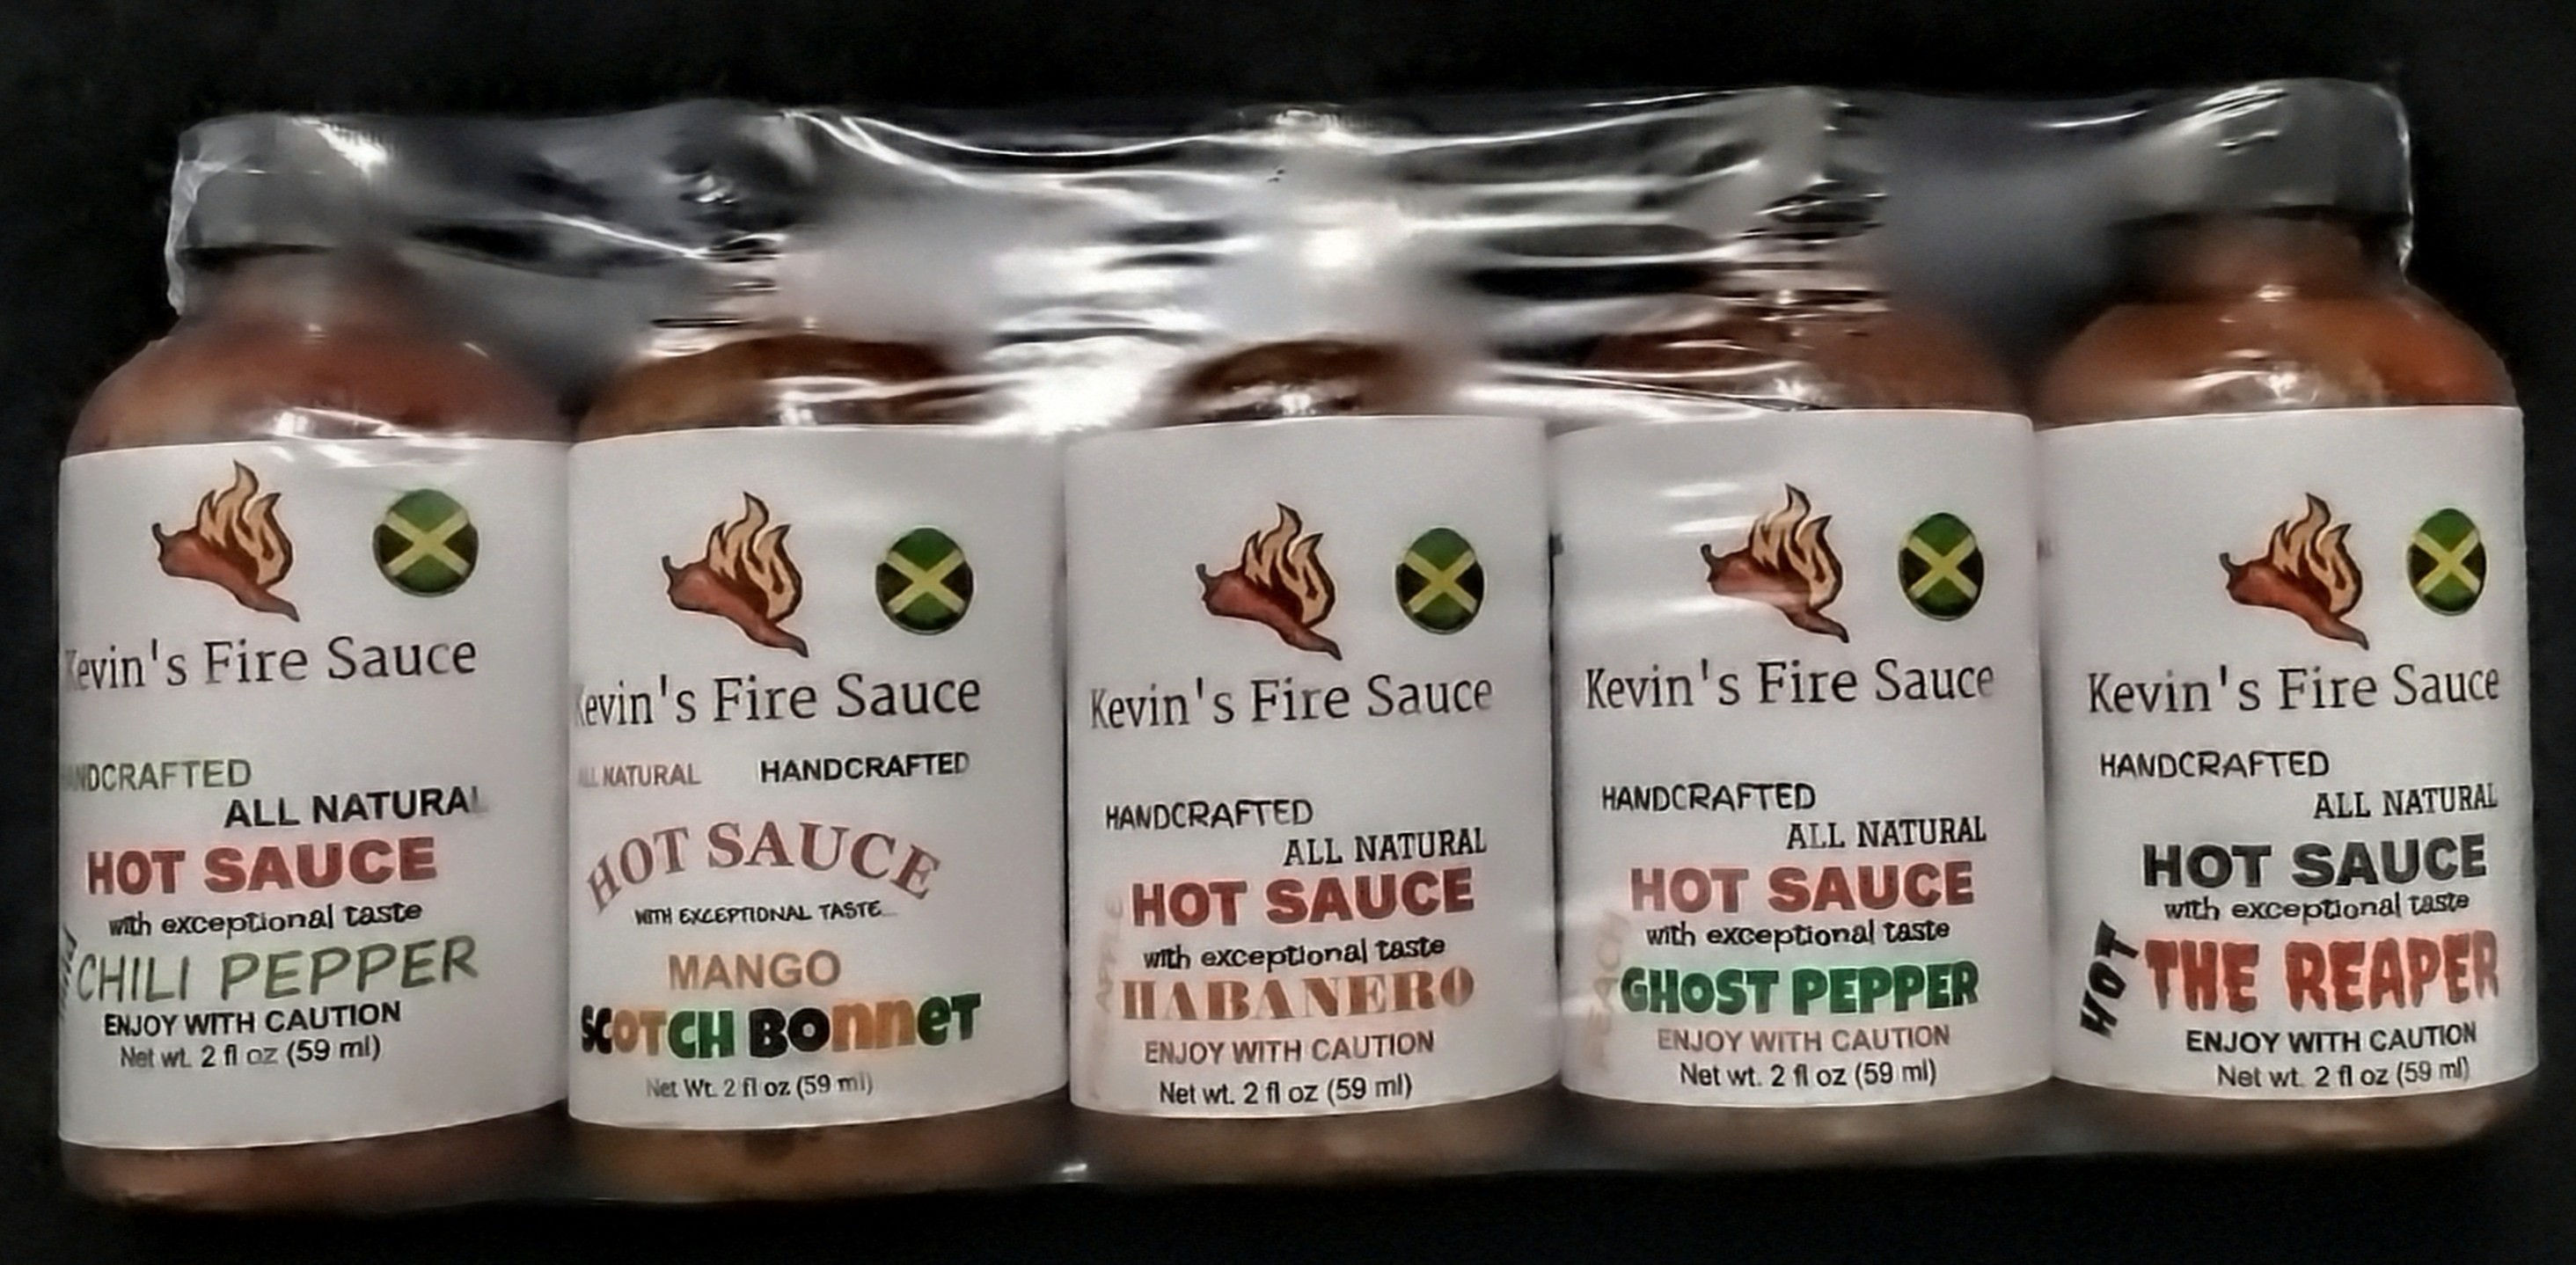 Kevin's Fire Sauce
HANDCRAFTED
ALL NATURAL
HOT SAUCE
with exceptional taste
CHILI PEPPER
ENJOY WITH CAUTION
Net wt. 2 fl oz (59 ml)
Kevin's Fire Sauce
ALL NATURAL HANDCRAFTED
HOT SAUCE
WITH EXCEPTIONAL TASTE
MANGO
SCOTCH BOnneT
Net Wt. 2 fl oz (59 ml)
Kevin's Fire Sauce
HANDCRAFTED
ALL NATURAL
HOT SAUCE
with exceptional taste
HABANERO
ENJOY WITH CAUTION
Net wt. 2 fl oz (59 ml)
Kevin's Fire Sauce
HANDCRAFTED
ALL NATURAL
HOT SAUCE
with exceptional taste
PEACH
GHOST PEPPER
ENJOY WITH CAUTION
Net wt. 2 fl oz (59 ml)
Kevin's Fire Sauce
HANDCRAFTED
ALL NATURAL
HOT SAUCE
with exceptional taste
HOT
THE REAPER
ENJOY WITH CAUTION
Net wt. 2 fl oz (59 ml)